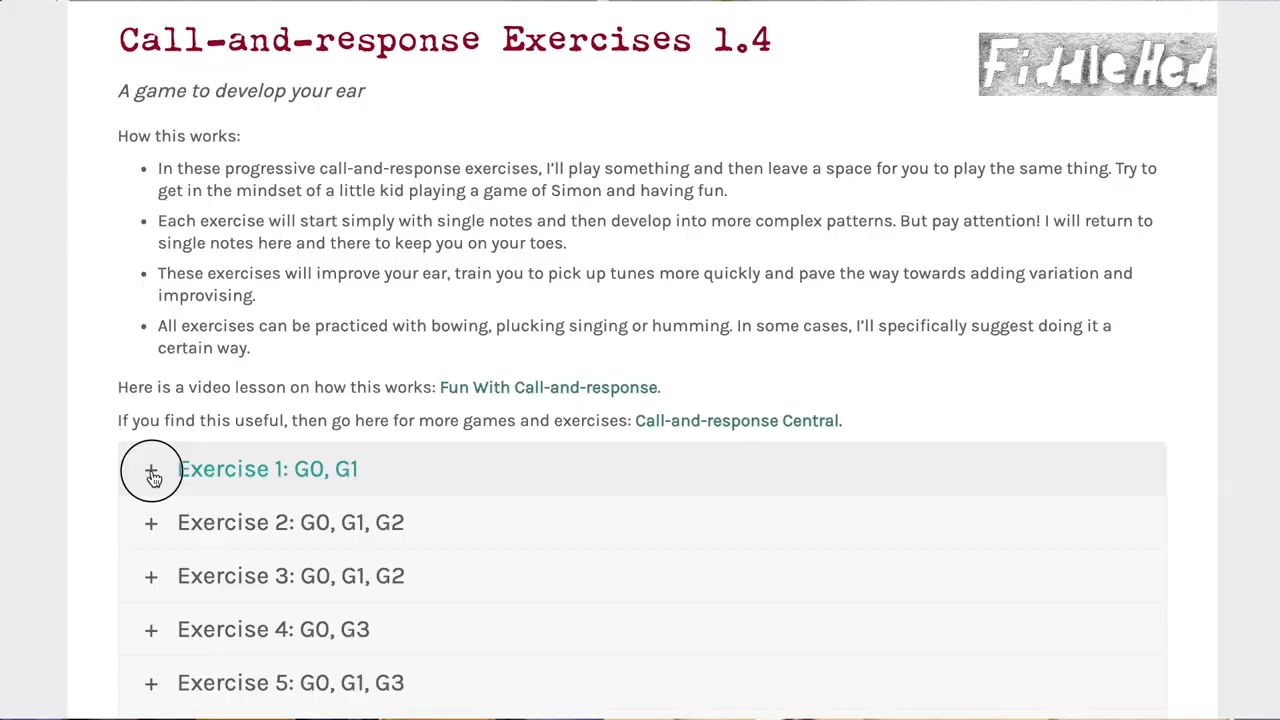 Call-and-response Exercises 1.4
FiddleHed
A game to develop your ear
How this works:
• In these progressive call-and-response exercises, I'll play something and then leave a space for you to play the same thing. Try to
get in the mindset of a little kid playing a game of Simon and having fun.
• Each exercise will start simply with single notes and then develop into more complex patterns. But pay attention! I will return to
single notes here and there to keep you on your toes.
• These exercises will improve your ear, train you to pick up tunes more quickly and pave the way towards adding variation and
improvising.
• All exercises can be practiced with bowing, plucking singing or humming. In some cases, I'll specifically suggest doing it a
certain way.
Here is a video lesson on how this works: Fun With Call-and-response.
If you find this useful, then go here for more games and exercises: Call-and-response Central.
+ Exercise 1: G0, G1
+ Exercise 2: G0, G1, G2
+ Exercise 3: G0, G1, G2
+ Exercise 4: G0, G3
+ Exercise 5: G0, G1, G3